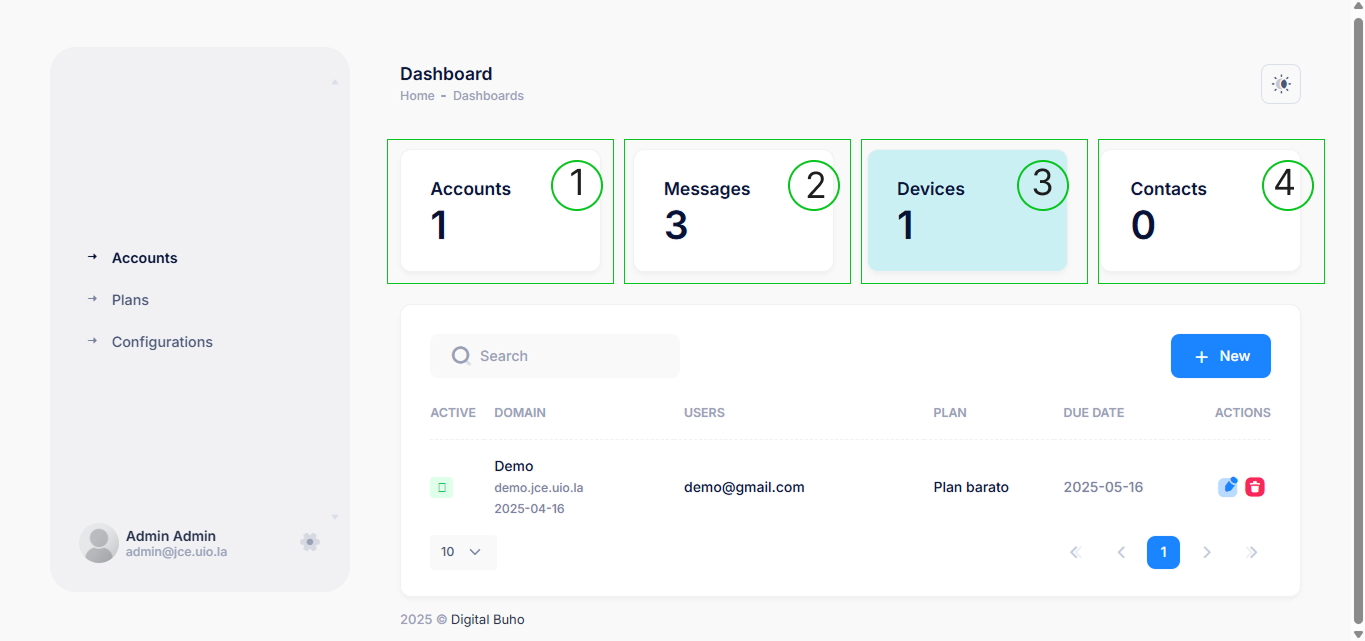 Dashboard
Home - Dashboards
Accounts 1
1
Messages 2
3
Devices 3
1
Contacts 4
0
Accounts
Plans
Configurations
Admin Admin
admin@jce.uio.la
Search
+ New
ACTIVE DOMAIN USERS PLAN DUE DATE ACTIONS
Demo
demo.jce.uio.la
2025-04-16
demo@gmail.com
Plan barato
2025-05-16
10
1
2025 © Digital Buho